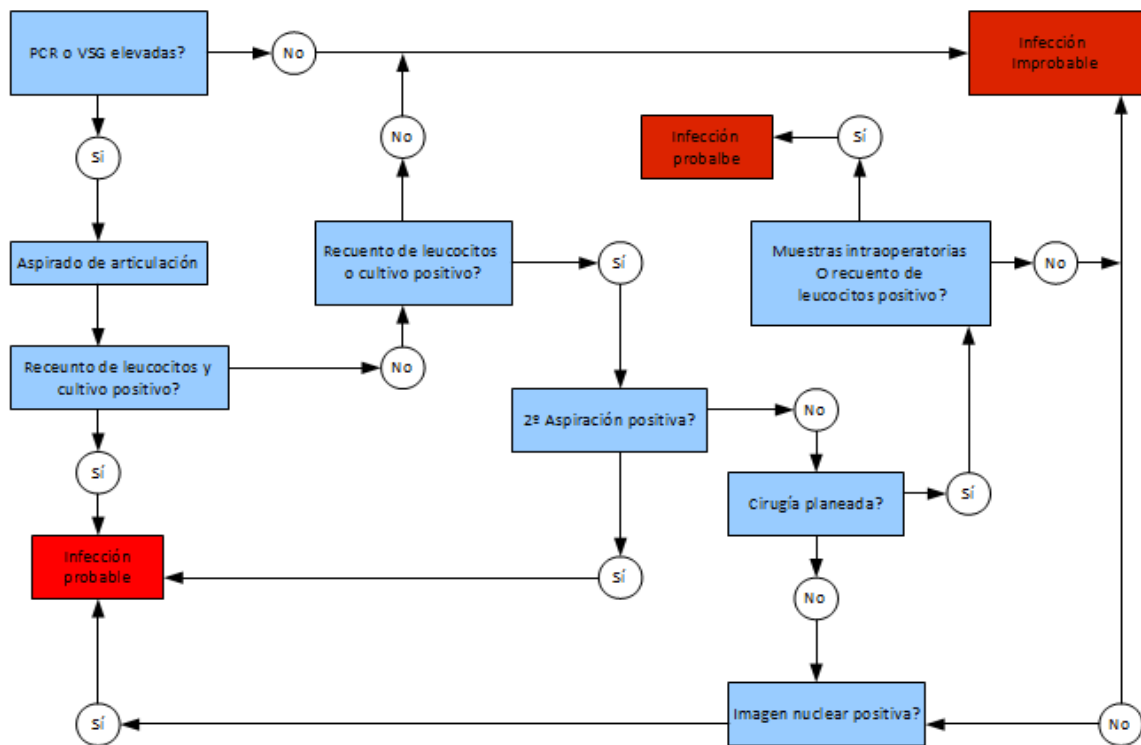 PCR o VSG elevadas?
No
Infección
Improbable
Si
No
Infección
probalbe
Sí
Aspirado de articulación
Recuento de leucocitos
o cultivo positivo?
Sí
Muestras intraoperatorias
O recuento de
leucocitos positivo?
No
Receunto de leucocitos y
cultivo positivo?
No
2º Aspiración positiva?
No
Sí
Cirugía planeada?
Sí
Infección
probable
Sí
No
Sí
Imagen nuclear positiva?
No